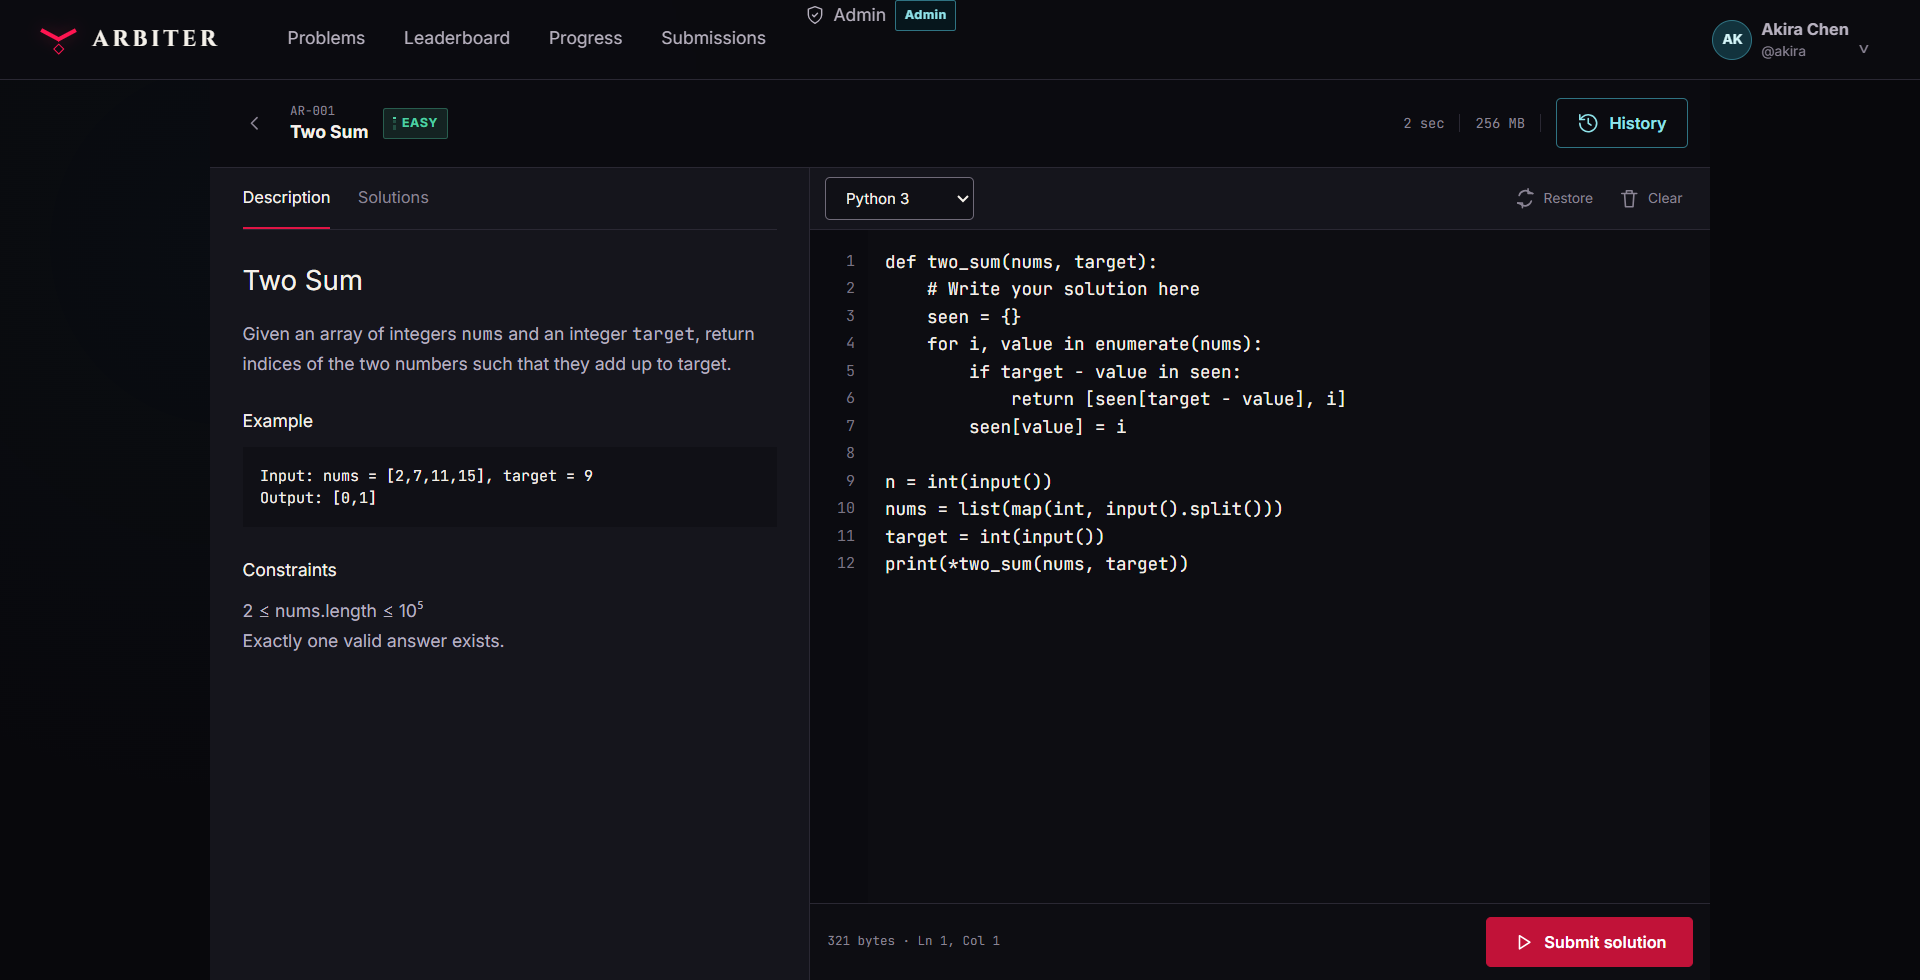 ARBITER
Problems
Leaderboard
Progress
Submissions
Admin
Admin
AK
Akira Chen
@akira
AR-001
Two Sum
EASY
2 sec
256 MB
History
Description
Solutions
Two Sum
Given an array of integers nums and an integer target, return
indices of the two numbers such that they add up to target.
Example
Input: nums = [2,7,11,15], target = 9
Output: [0,1]
Constraints
2 ≤ nums.length ≤ 10⁵
Exactly one valid answer exists.
Python 3
Restore
Clear
1 def two_sum(nums, target):
2     # Write your solution here
3     seen = {}
4     for i, value in enumerate(nums):
5         if target - value in seen:
6             return [seen[target - value], i]
7         seen[value] = i
8
9 n = int(input())
10 nums = list(map(int, input().split()))
11 target = int(input())
12 print(*two_sum(nums, target))
321 bytes · Ln 1, Col 1
Submit solution